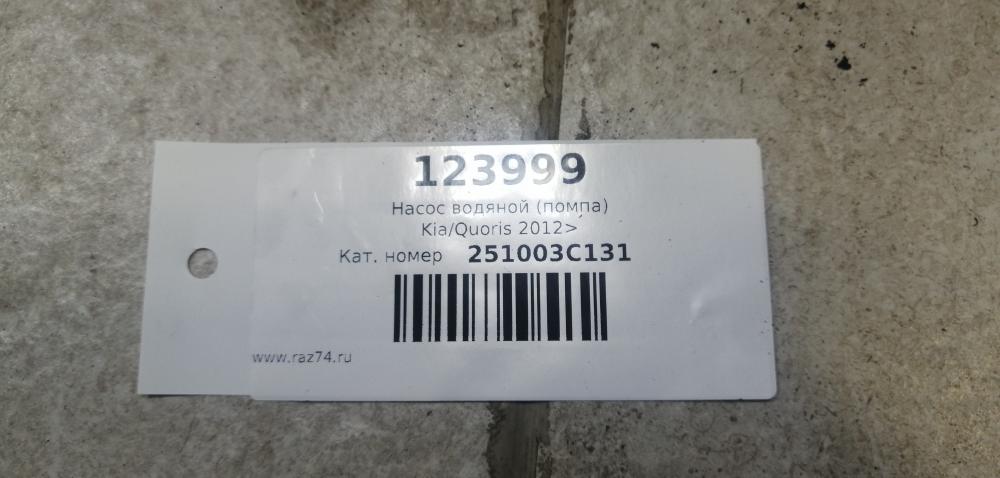 123999
Насос водяной (помпа)
Kia/Quoris 2012>
Кат. номер 251003C131
www.raz74.ru